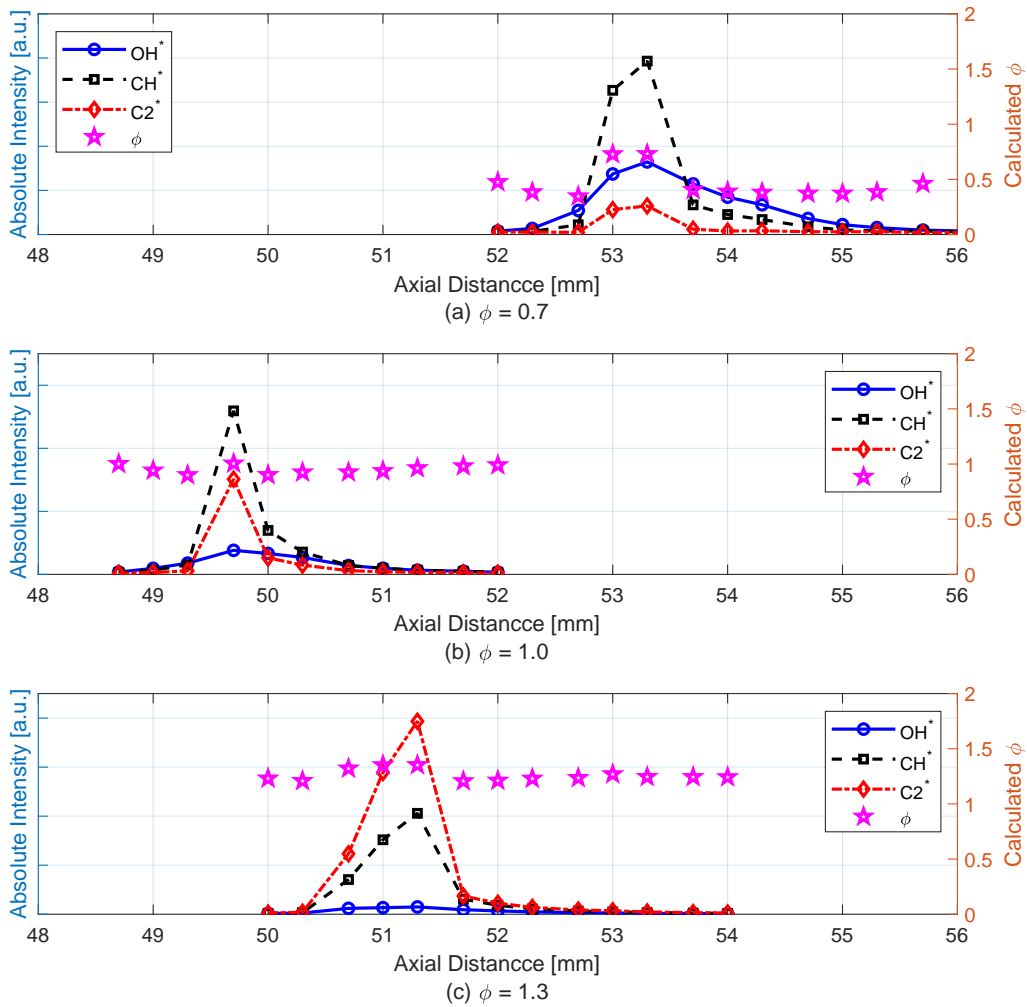 Absolute Intensity [a.u.]
OH*
CH*
C2*
ϕ
2
1.5
1
0.5
0
Calculated ϕ
48 49 50 51 52 53 54 55 56
Axial Distancce [mm]
(a) ϕ = 0.7
Absolute Intensity [a.u.]
OH*
CH*
C2*
ϕ
2
1.5
1
0.5
0
Calculated ϕ
48 49 50 51 52 53 54 55 56
Axial Distancce [mm]
(b) ϕ = 1.0
Absolute Intensity [a.u.]
OH*
CH*
C2*
ϕ
2
1.5
1
0.5
0
Calculated ϕ
48 49 50 51 52 53 54 55 56
Axial Distancce [mm]
(c) ϕ = 1.3